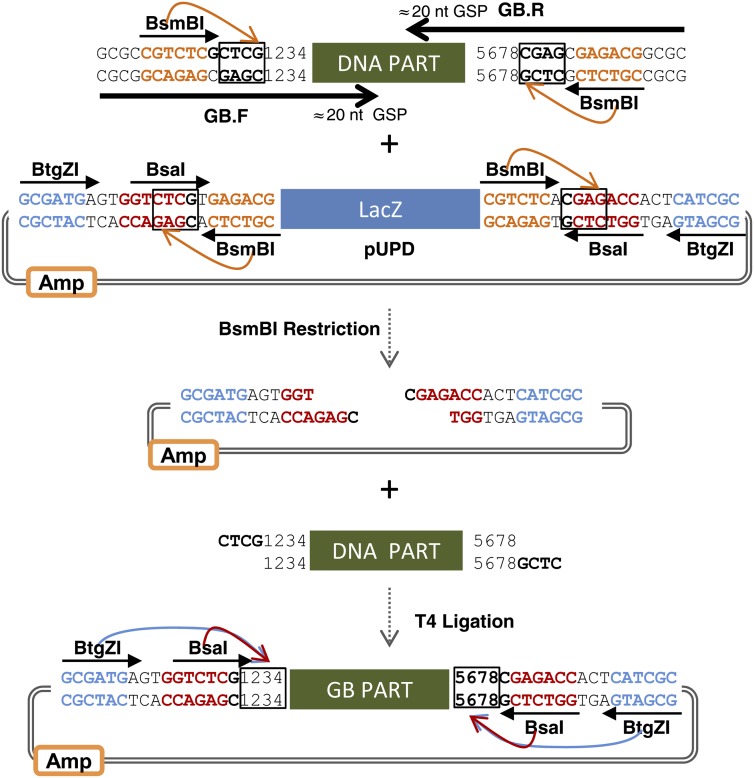 ≈20 nt GSP GB.R
BsmBI
GCGCCGTCTCGCTCG1234 DNA PART 5678CGAGCGAGACGGCGC
CGCGGCAGAGCGAGC 5678GCTCGCTCTGCCGCG
BsmBI
GB.F ≈20 nt GSP
+
BtgZI BsaI BsmBI
GCGATGAGTGGTCTCGTGAGACG CGTCTCACGAGACCACTCATCGC
LacZ
CGCTACTCACCAGAGCACTCTGC GCAGAGTGCTCTGGTGAGTAGCG
BsmBI pUPD BsaI BtgZI
Amp
BsmBI Restriction
GCGATGAGTGGT CGAGACCACTCATCGC
CGCTACTCACCAGAGC TGGTGAGTAGCG
Amp
+
CTCG1234 DNA PART 5678
1234 5678GCTC
T4 Ligation
BtgZI BsaI
GCGATGAGTGGTCTCG1234 GB PART 5678CGAGACCACTCATCGC
CGCTACTCACCAGAGC1234 5678GCTCTGGTGAGTAGCG
BsaI BtgZI
Amp